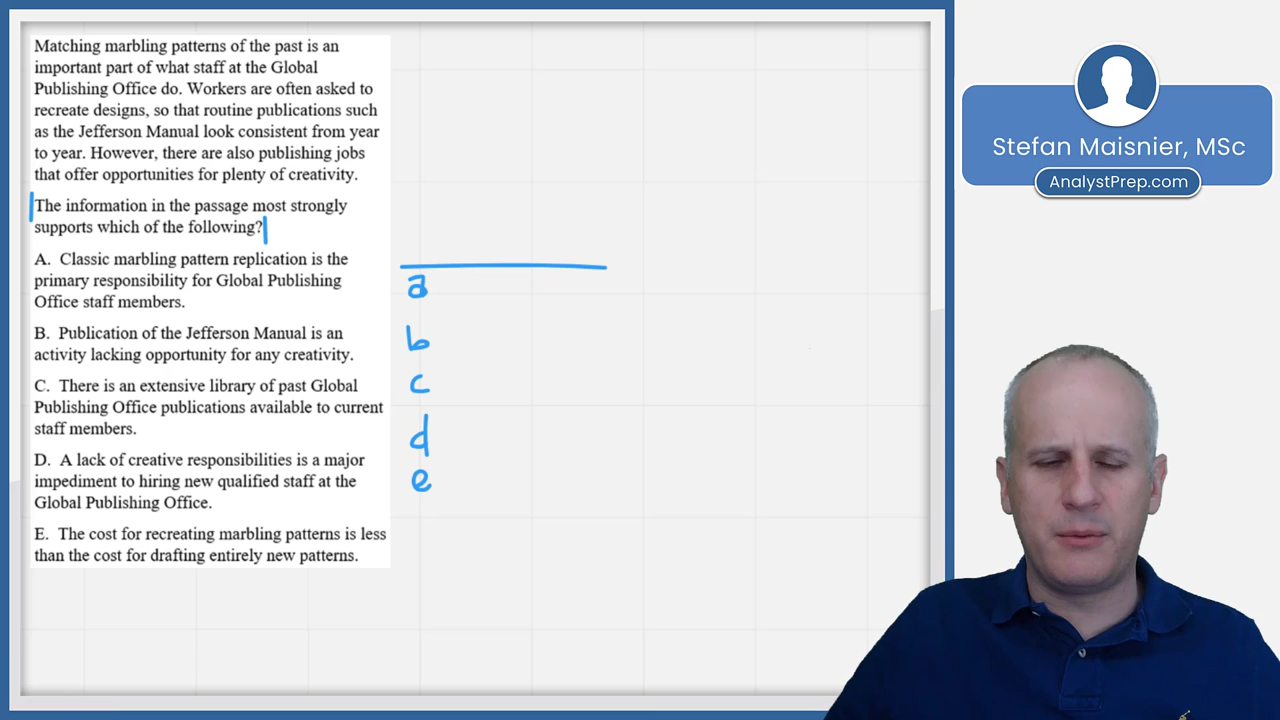 Matching marbling patterns of the past is an
important part of what staff at the Global
Publishing Office do. Workers are often asked to
recreate designs, so that routine publications such
as the Jefferson Manual look consistent from year
to year. However, there are also publishing jobs
that offer opportunities for plenty of creativity.
The information in the passage most strongly
supports which of the following?
A. Classic marbling pattern replication is the
primary responsibility for Global Publishing
Office staff members.
B. Publication of the Jefferson Manual is an
activity lacking opportunity for any creativity.
C. There is an extensive library of past Global
Publishing Office publications available to current
staff members.
D. A lack of creative responsibilities is a major
impediment to hiring new qualified staff at the
Global Publishing Office.
E. The cost for recreating marbling patterns is less
than the cost for drafting entirely new patterns.
a
b
c
d
e
Stefan Maisnier, MSc
AnalystPrep.com